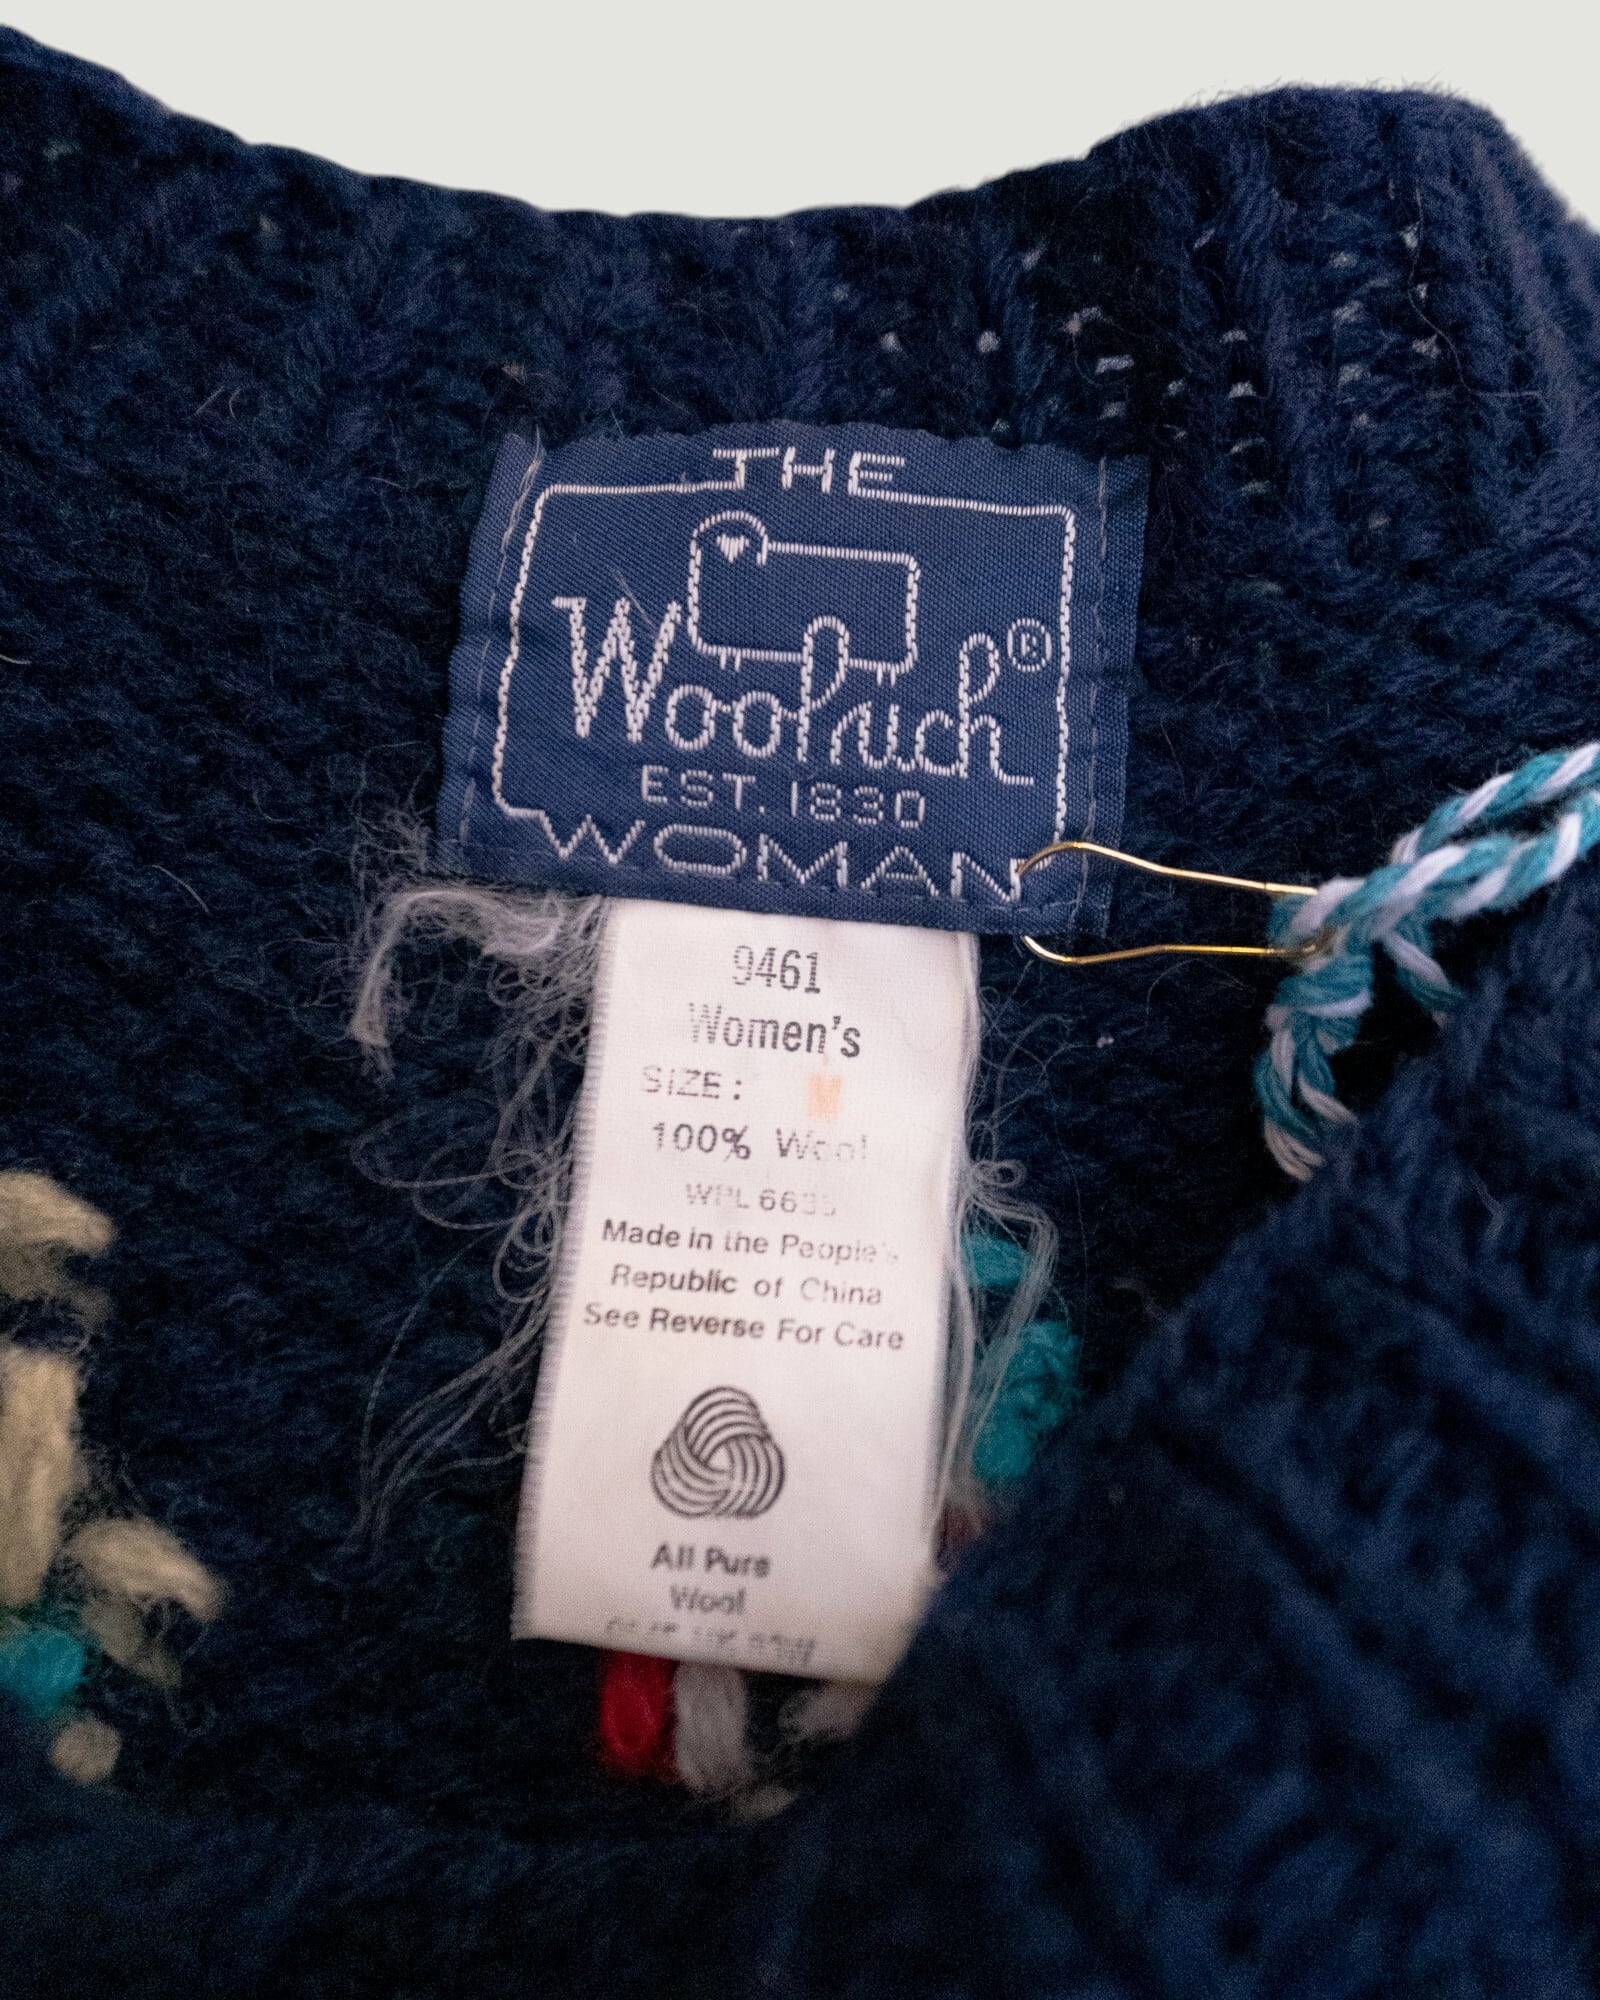 THE
Woolrich®
EST. 1830
WOMAN
9461
Women's
SIZE: M
100% Wool
WPL 6635
Made in the People's
Republic of China
See Reverse For Care
All Pure
Wool